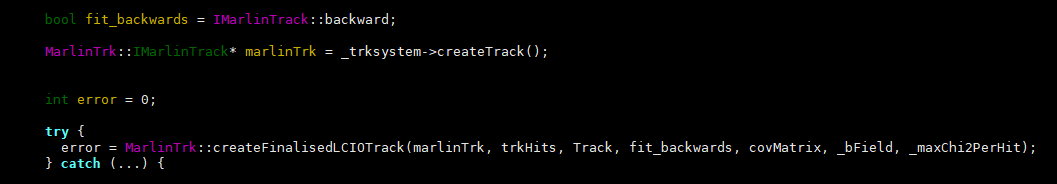 bool fit_backwards = IMarlinTrack::backward;
MarlinTrk::IMarlinTrack* marlinTrk = _trksystem->createTrack();
int error = 0;
try {
error = MarlinTrk::createFinalisedLCIOTrack(marlinTrk, trkHits, Track, fit_backwards, covMatrix, _bField, _maxChi2PerHit);
} catch (...) {